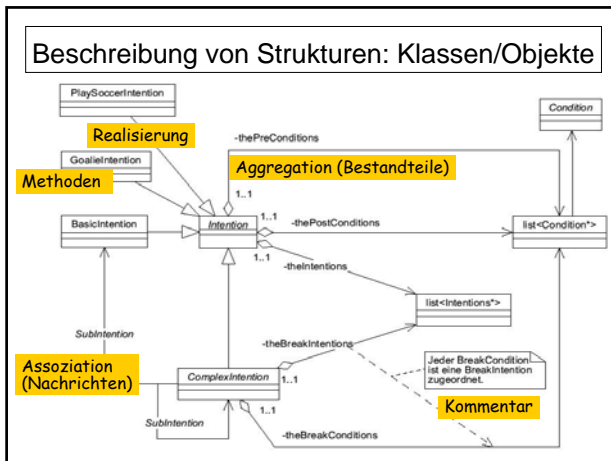 Beschreibung von Strukturen: Klassen/Objekte
PlaySoccerIntention
Condition
Realisierung
-thePreConditions
GoalieIntention
Aggregation (Bestandteile)
Methoden
1..1
1..1
BasicIntention
Intention
-thePostConditions
list<Condition*>
1..1
-theIntentions
list<Intentions*>
-theBreakIntentions
SubIntention
Jeder BreakCondition
ist eine BreakIntention
zugeordnet.
Assoziation
(Nachrichten)
ComplexIntention
1..1
1..1
Kommentar
SubIntention
-theBreakConditions